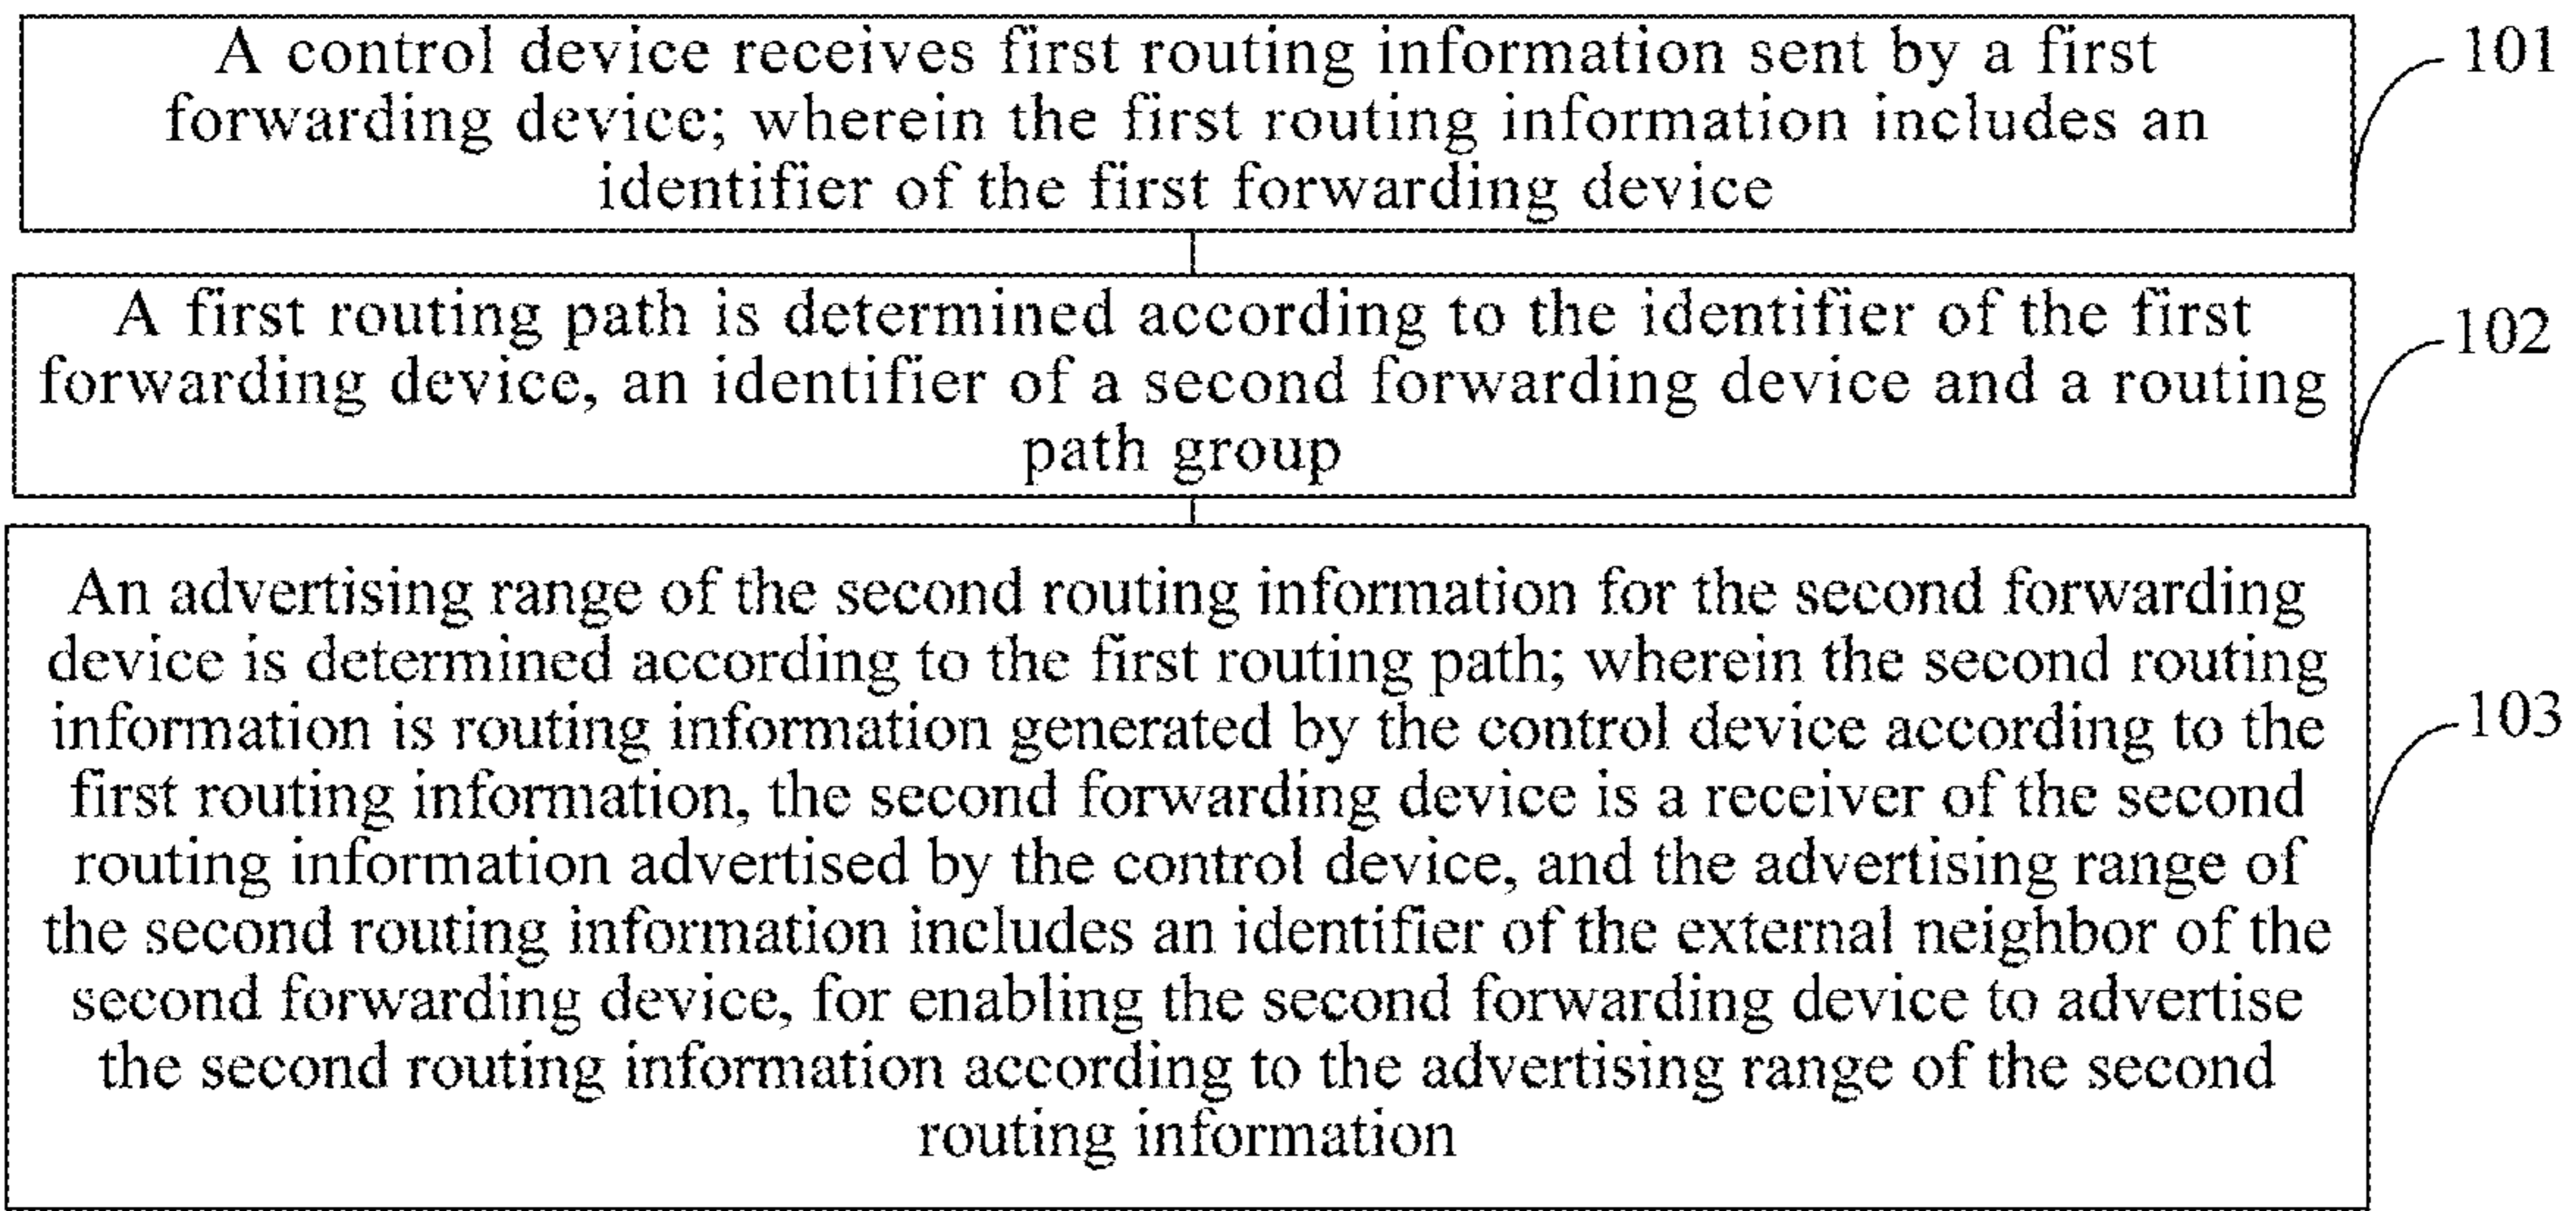 A control device receives first routing information sent by a first
forwarding device; wherein the first routing information includes an
identifier of the first forwarding device
101
A first routing path is determined according to the identifier of the first
forwarding device, an identifier of a second forwarding device and a routing
path group
102
An advertising range of the second routing information for the second forwarding
device is determined according to the first routing path; wherein the second routing
information is routing information generated by the control device according to the
first routing information, the second forwarding device is a receiver of the second
routing information advertised by the control device, and the advertising range of
the second routing information includes an identifier of the external neighbor of the
second forwarding device, for enabling the second forwarding device to advertise
the second routing information according to the advertising range of the second
routing information
103